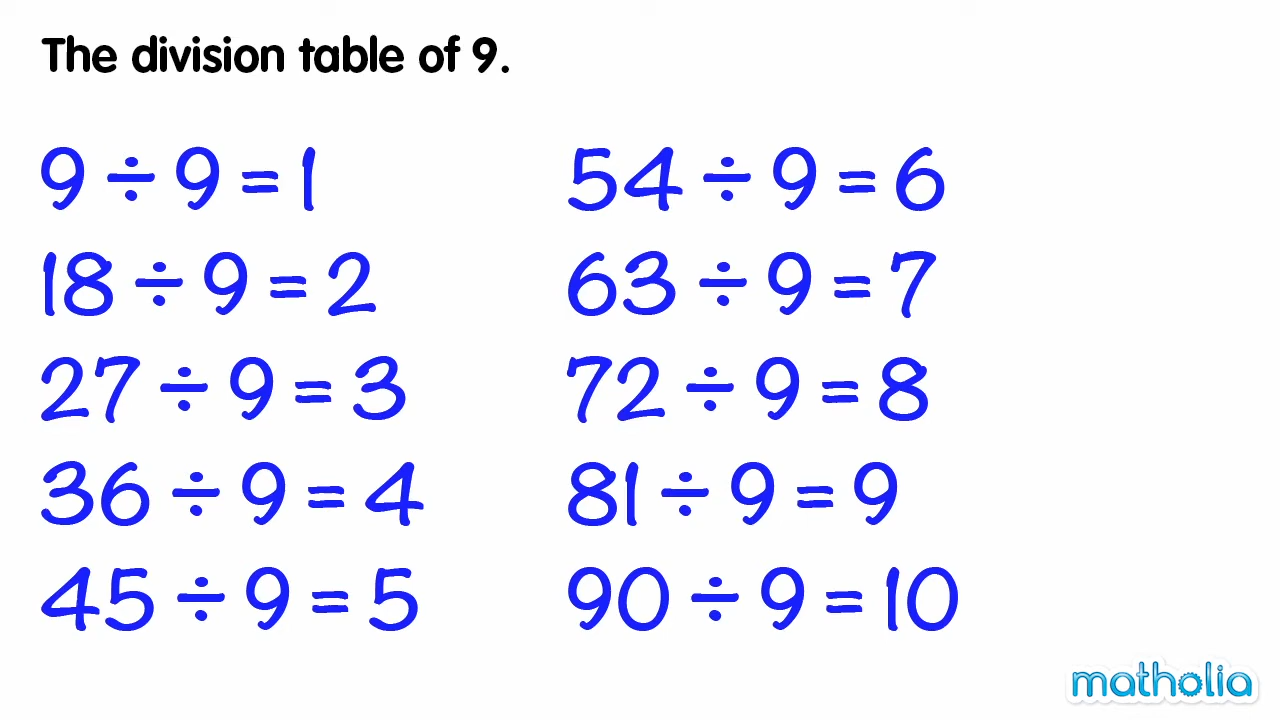 The division table of 9.
9 ÷ 9 = 1
18 ÷ 9 = 2
27 ÷ 9 = 3
36 ÷ 9 = 4
45 ÷ 9 = 5
54 ÷ 9 = 6
63 ÷ 9 = 7
72 ÷ 9 = 8
81 ÷ 9 = 9
90 ÷ 9 = 10
matholia